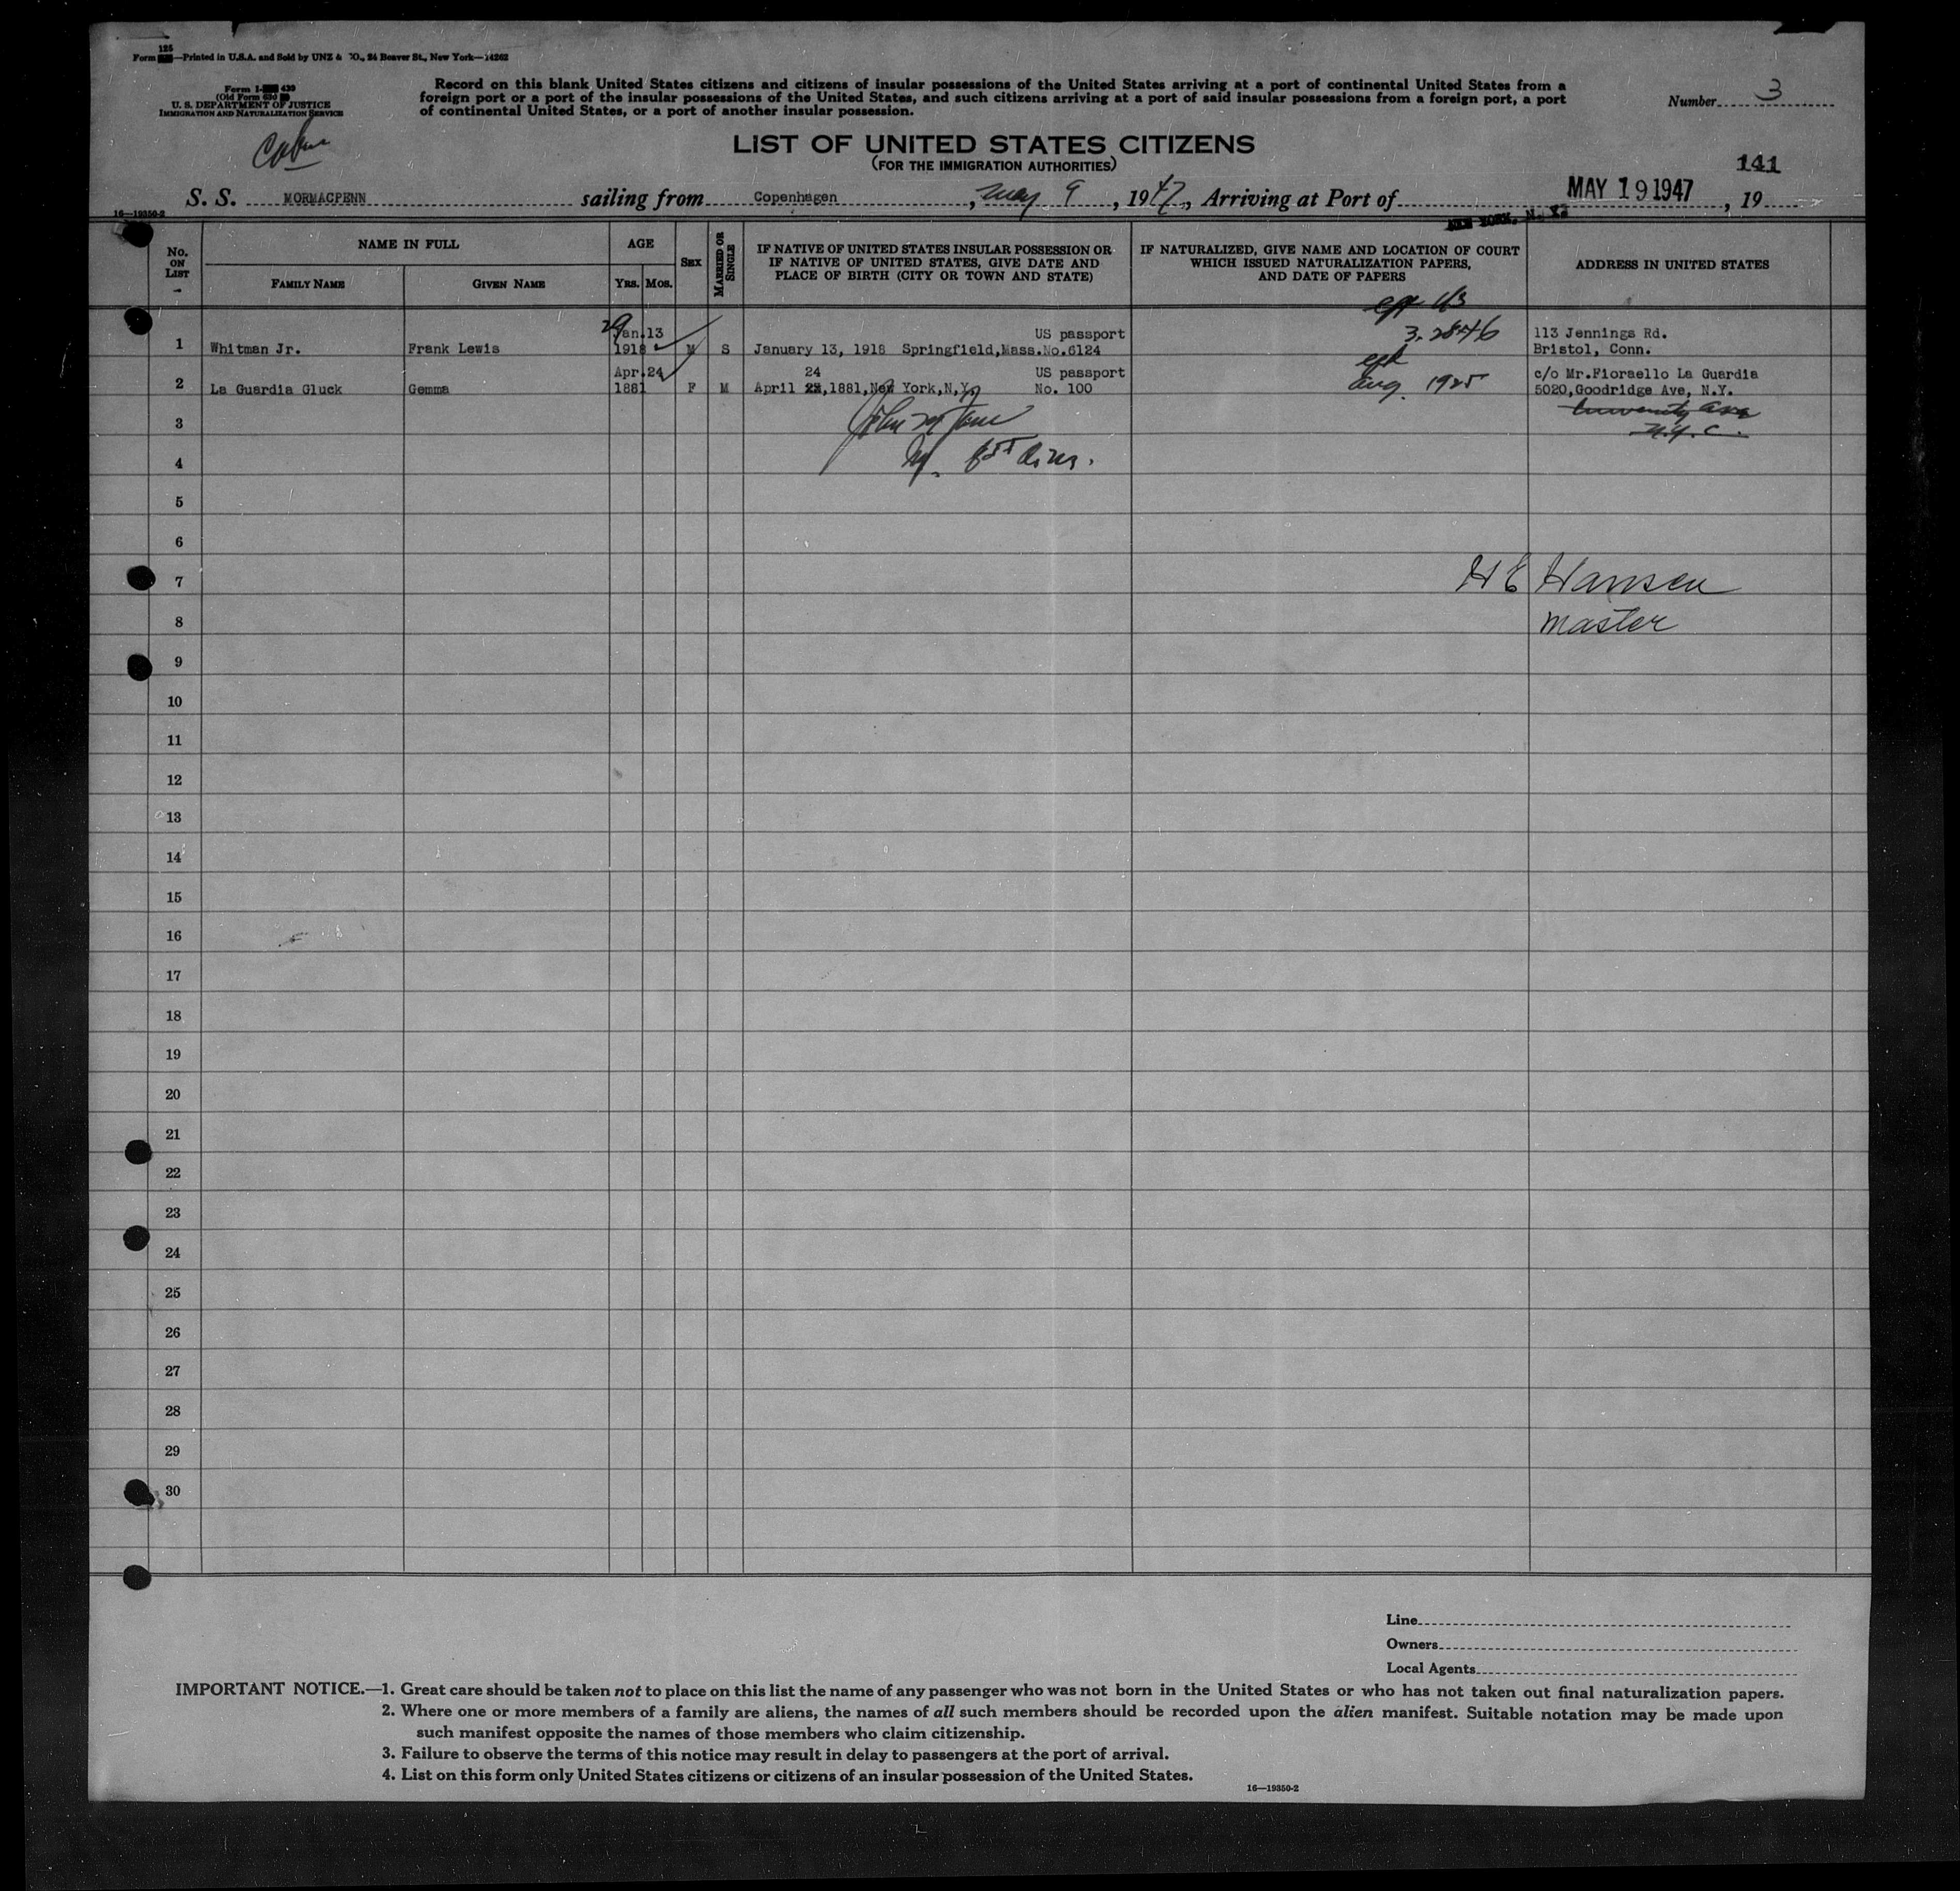 125
Form —Printed in U.S.A. and Sold by UNZ & CO., 24 Beaver St., New York—14262
Form I-433
(Old Form 630
U. S. DEPARTMENT OF JUSTICE
IMMIGRATION AND NATURALIZATION SERVICE
Record on this blank United States citizens and citizens of insular possessions of the United States arriving at a port of continental United States from a
foreign port or a port of the insular possessions of the United States, and such citizens arriving at a port of said insular possessions from a foreign port, a port
of continental United States, or a port of another insular possession.
Number 3
LIST OF UNITED STATES CITIZENS
(FOR THE IMMIGRATION AUTHORITIES)
141
S. S. MORMACPENN sailing from Copenhagen, May 9, 1947, Arriving at Port of NEW YORK, N. Y. MAY 19 1947, 19
16—19350-2
No. ON LIST
NAME IN FULL
FAMILY NAME
GIVEN NAME
AGE
YRS. MOS.
SEX
MARRIED OR SINGLE
IF NATIVE OF UNITED STATES INSULAR POSSESSION OR
IF NATIVE OF UNITED STATES, GIVE DATE AND
PLACE OF BIRTH (CITY OR TOWN AND STATE)
IF NATURALIZED, GIVE NAME AND LOCATION OF COURT
WHICH ISSUED NATURALIZATION PAPERS,
AND DATE OF PAPERS
ADDRESS IN UNITED STATES
29 Jan.13 US passport 3.28-46 113 Jennings Rd.
1 Whitman Jr. Frank Lewis 1918 M S January 13, 1918 Springfield,Mass.No.6124 Bristol, Conn.
Apr.24 24 US passport c/o Mr.Fioraello La Guardia
2 La Guardia Gluck Gemma 1881 F M April 22,1881,New York,N,Y, No. 100 Aug. 1925 5020,Goodridge Ave, N.Y.
University Ave
N.Y.C.
3
4
5
6
7 H E Hansen
8 Master
9
10
11
12
13
14
15
16
17
18
19
20
21
22
23
24
25
26
27
28
29
30
Line
Owners
Local Agents
IMPORTANT NOTICE.—1. Great care should be taken not to place on this list the name of any passenger who was not born in the United States or who has not taken out final naturalization papers.
2. Where one or more members of a family are aliens, the names of all such members should be recorded upon the alien manifest. Suitable notation may be made upon
such manifest opposite the names of those members who claim citizenship.
3. Failure to observe the terms of this notice may result in delay to passengers at the port of arrival.
4. List on this form only United States citizens or citizens of an insular possession of the United States.
16—19350-2